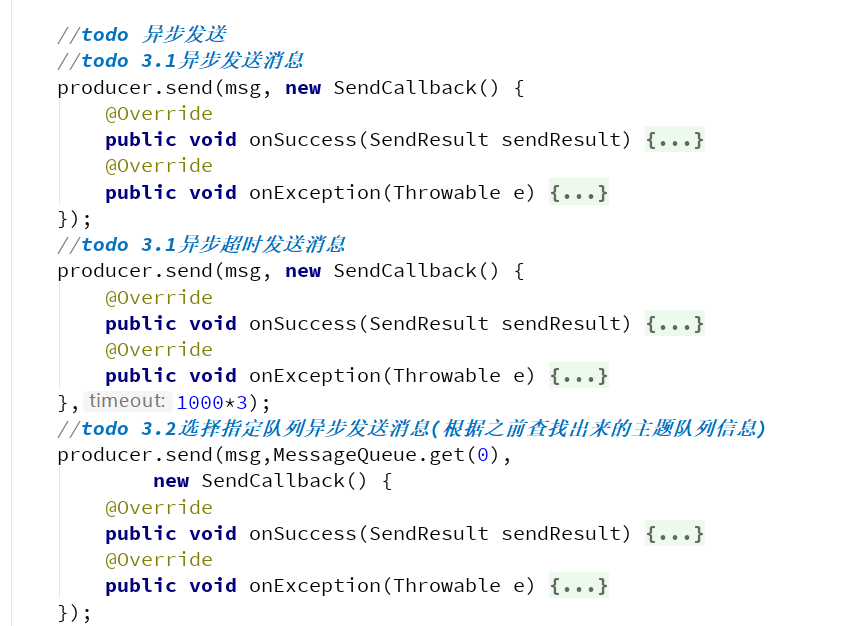 //todo 异步发送
//todo 3.1异步发送消息
producer.send(msg, new SendCallback() {
    @Override
    public void onSuccess(SendResult sendResult) {...}
    @Override
    public void onException(Throwable e) {...}
});
//todo 3.1异步超时发送消息
producer.send(msg, new SendCallback() {
    @Override
    public void onSuccess(SendResult sendResult) {...}
    @Override
    public void onException(Throwable e) {...}
}, timeout: 1000*3);
//todo 3.2选择指定队列异步发送消息(根据之前查找出来的主题队列信息)
producer.send(msg,MessageQueue.get(0),
        new SendCallback() {
    @Override
    public void onSuccess(SendResult sendResult) {...}
    @Override
    public void onException(Throwable e) {...}
});